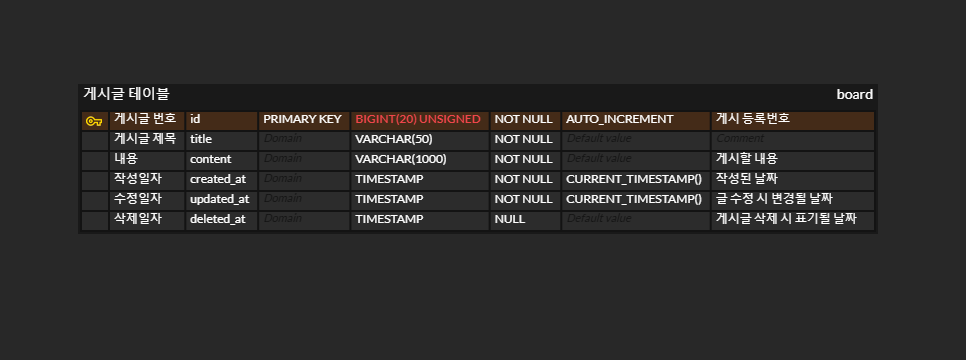 게시글 테이블 board
게시글 번호 id PRIMARY KEY BIGINT(20) UNSIGNED NOT NULL AUTO_INCREMENT 게시 등록번호
게시글 제목 title Domain VARCHAR(50) NOT NULL Default value Comment
내용 content Domain VARCHAR(1000) NOT NULL Default value 게시할 내용
작성일자 created_at Domain TIMESTAMP NOT NULL CURRENT_TIMESTAMP() 작성된 날짜
수정일자 updated_at Domain TIMESTAMP NOT NULL CURRENT_TIMESTAMP() 글 수정 시 변경될 날짜
삭제일자 deleted_at Domain TIMESTAMP NULL Default value 게시글 삭제 시 표기될 날짜